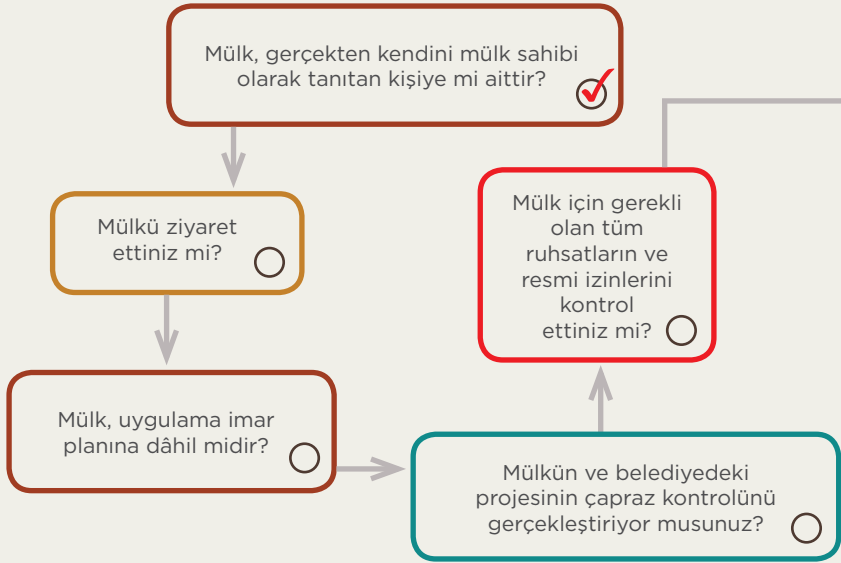 Mülk, gerçekten kendini mülk sahibi
olarak tanıtan kişiye mi aittir?
Mülkü ziyaret
ettiniz mi?
Mülk, uygulama imar
planına dâhil midir?
Mülkün ve belediyedeki
projesinin çapraz kontrolünü
gerçekleştiriyor musunuz?
Mülk için gerekli
olan tüm
ruhsatların ve
resmi izinlerini
kontrol
ettiniz mi?